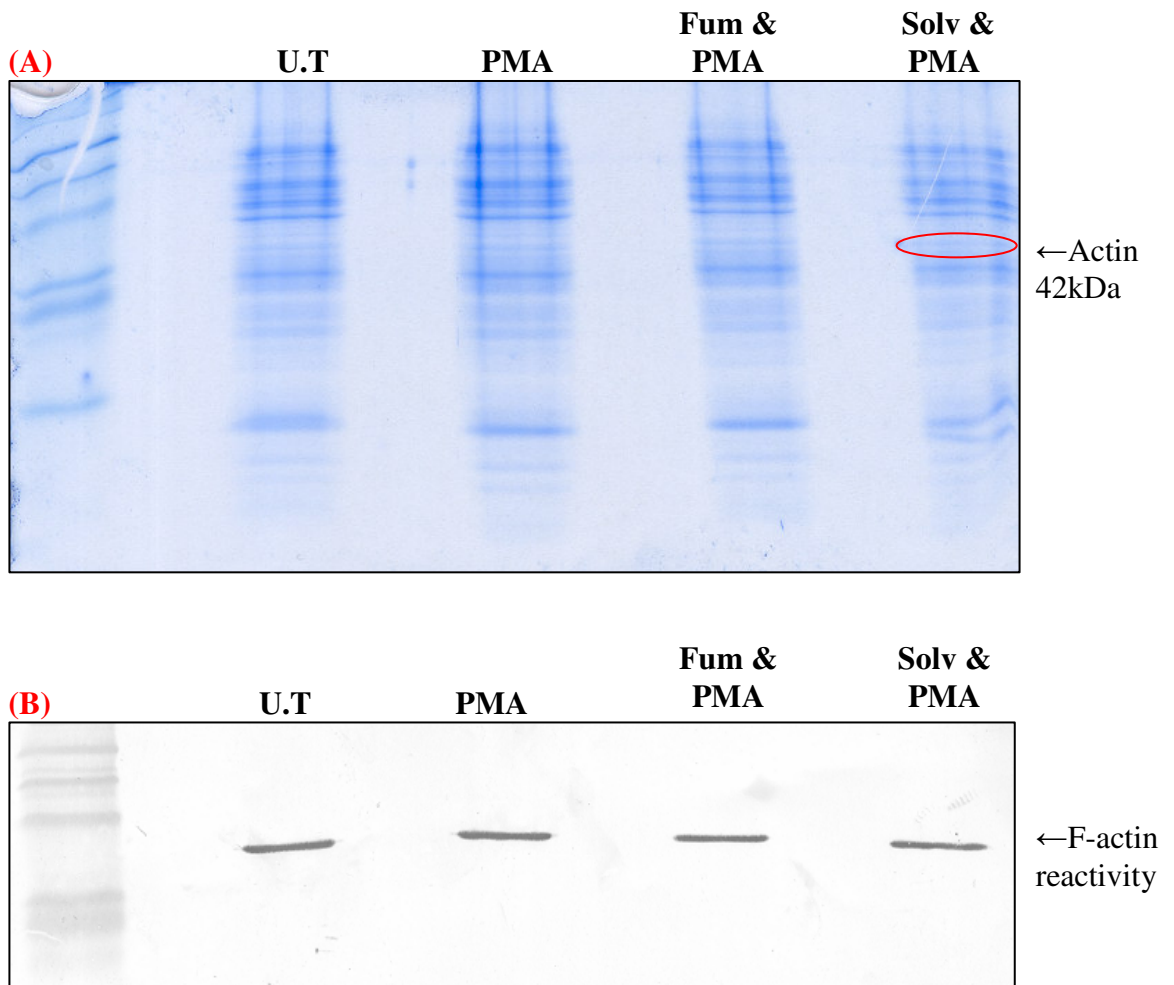 Fum &
Solv &
(A)
U.T
PMA
PMA
PMA
←Actin
42kDa
Fum &
Solv &
(B)
U.T
PMA
PMA
PMA
←F-actin
reactivity